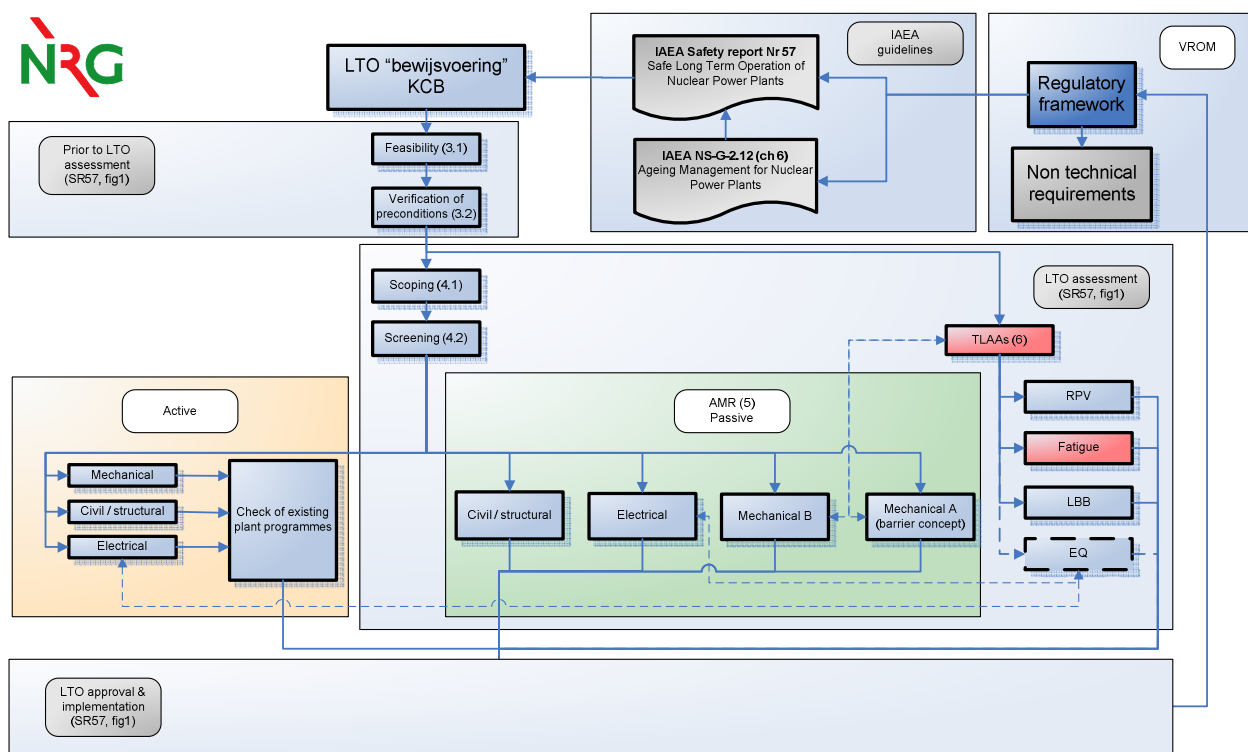 NRG
LTO “bewijsvoering”
KCB
IAEA Safety report Nr 57
Safe Long Term Operation of
Nuclear Power Plants
IAEA
guidelines
VROM
Regulatory
framework
Prior to LTO
assessment
(SR57, fig1)
Feasibility (3.1)
IAEA NS-G-2.12 (ch 6)
Ageing Management for Nuclear
Power Plants
Non technical
requirements
Verification of
preconditions (3.2)
Scoping (4.1)
LTO assessment
(SR57, fig1)
Screening (4.2)
TLAAs (6)
Active
AMR (5)
Passive
RPV
Fatigue
LBB
EQ
Mechanical
Civil / structural
Electrical
Check of existing
plant programmes
Civil / structural
Electrical
Mechanical B
Mechanical A
(barrier concept)
LTO approval &
implementation
(SR57, fig1)